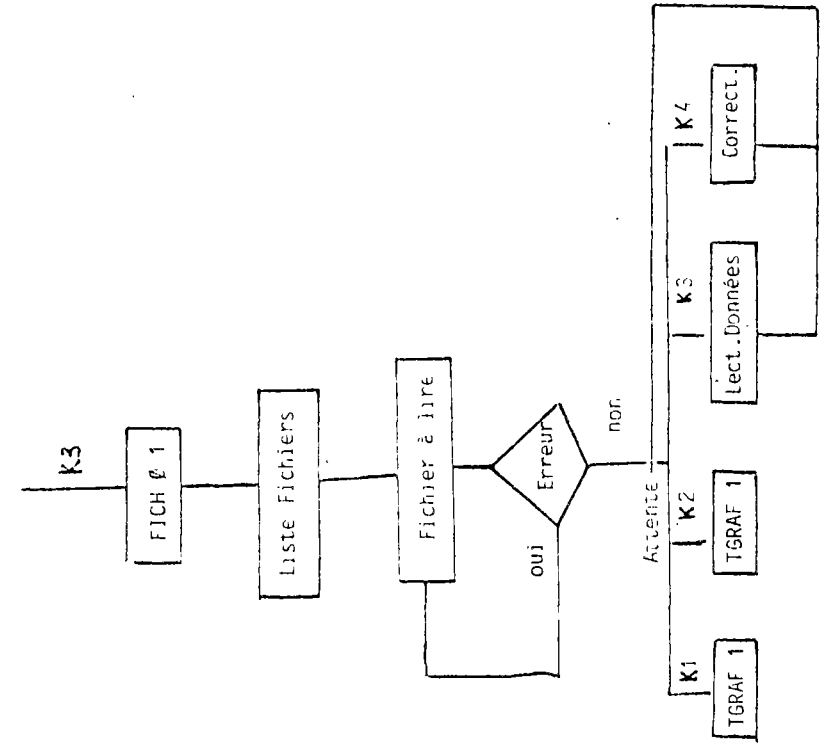 K3
FICH Ø 1
Liste Fichiers
Fichier à lire
Erreur
oui
non
Attente
K1
K2
K3
K4
TGRAF 1
TGRAF 1
Lect.Données
Correct.